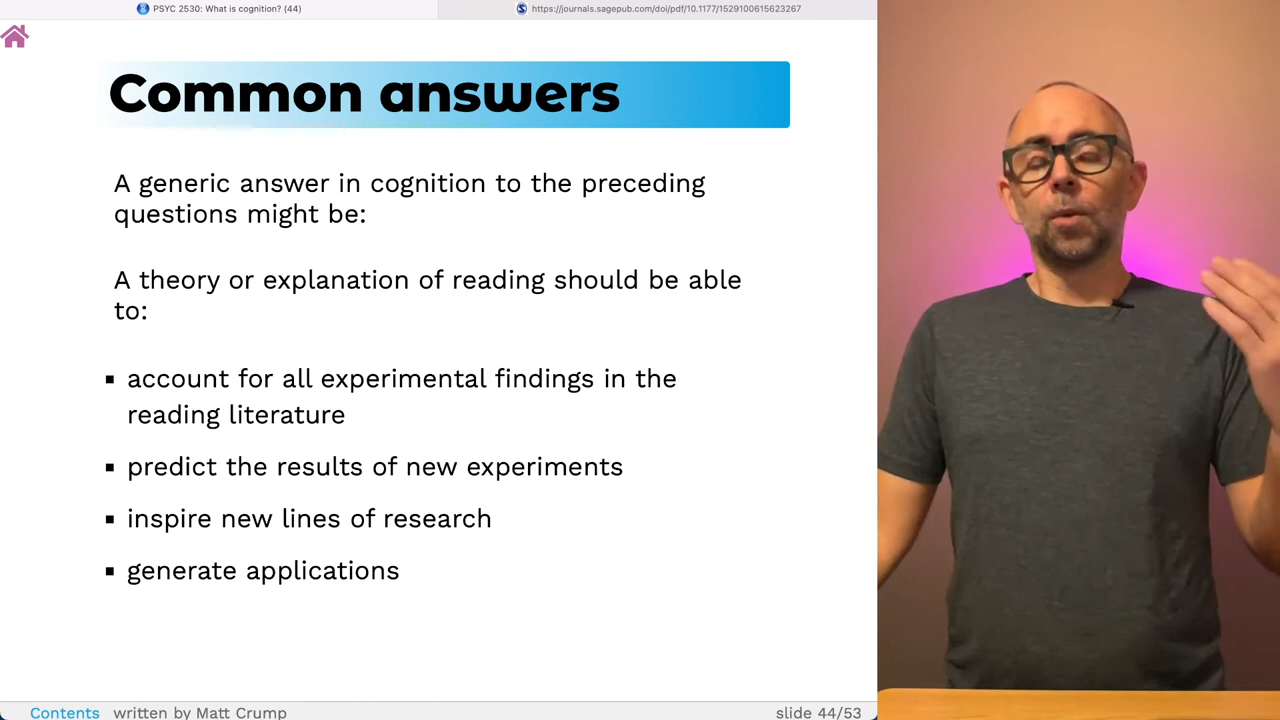 PSYC 2530: What is cognition? (44)
https://journals.sagepub.com/doi/pdf/10.1177/1529100615623267
Common answers
A generic answer in cognition to the preceding
questions might be:
A theory or explanation of reading should be able
to:
▪ account for all experimental findings in the
reading literature
▪ predict the results of new experiments
▪ inspire new lines of research
▪ generate applications
Contents written by Matt Crump
slide 44/53